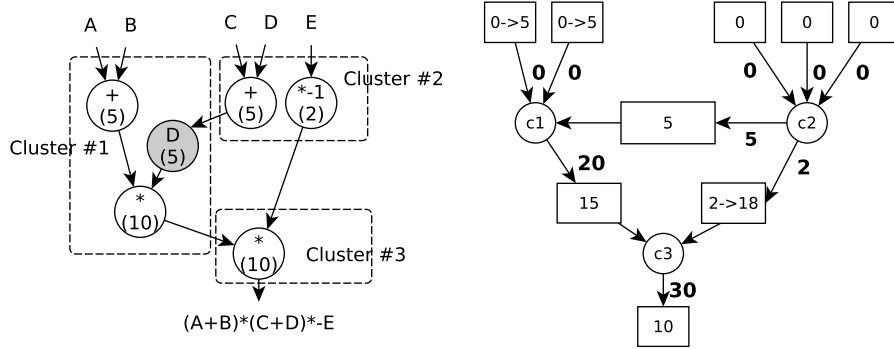 A B C D E
+
(5)
D
(5)
*
(10)
Cluster #1
+
(5)
*-1
(2)
Cluster #2
*
(10)
Cluster #3
(A+B)*(C+D)*-E
0->5 0->5 0 0 0
0 0 0 0 0
c1 5 c2
5
20 2
15 2->18
c3
30
10